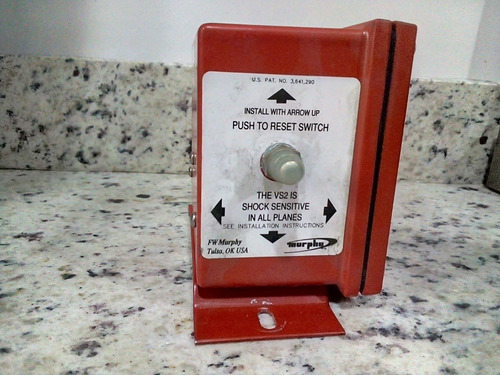 U.S. PAT. NO. 3,641,290
INSTALL WITH ARROW UP
PUSH TO RESET SWITCH
THE VS2 IS
SHOCK SENSITIVE
IN ALL PLANES
SEE INSTALLATION INSTRUCTIONS
FW Murphy
Tulsa, OK USA
murphy